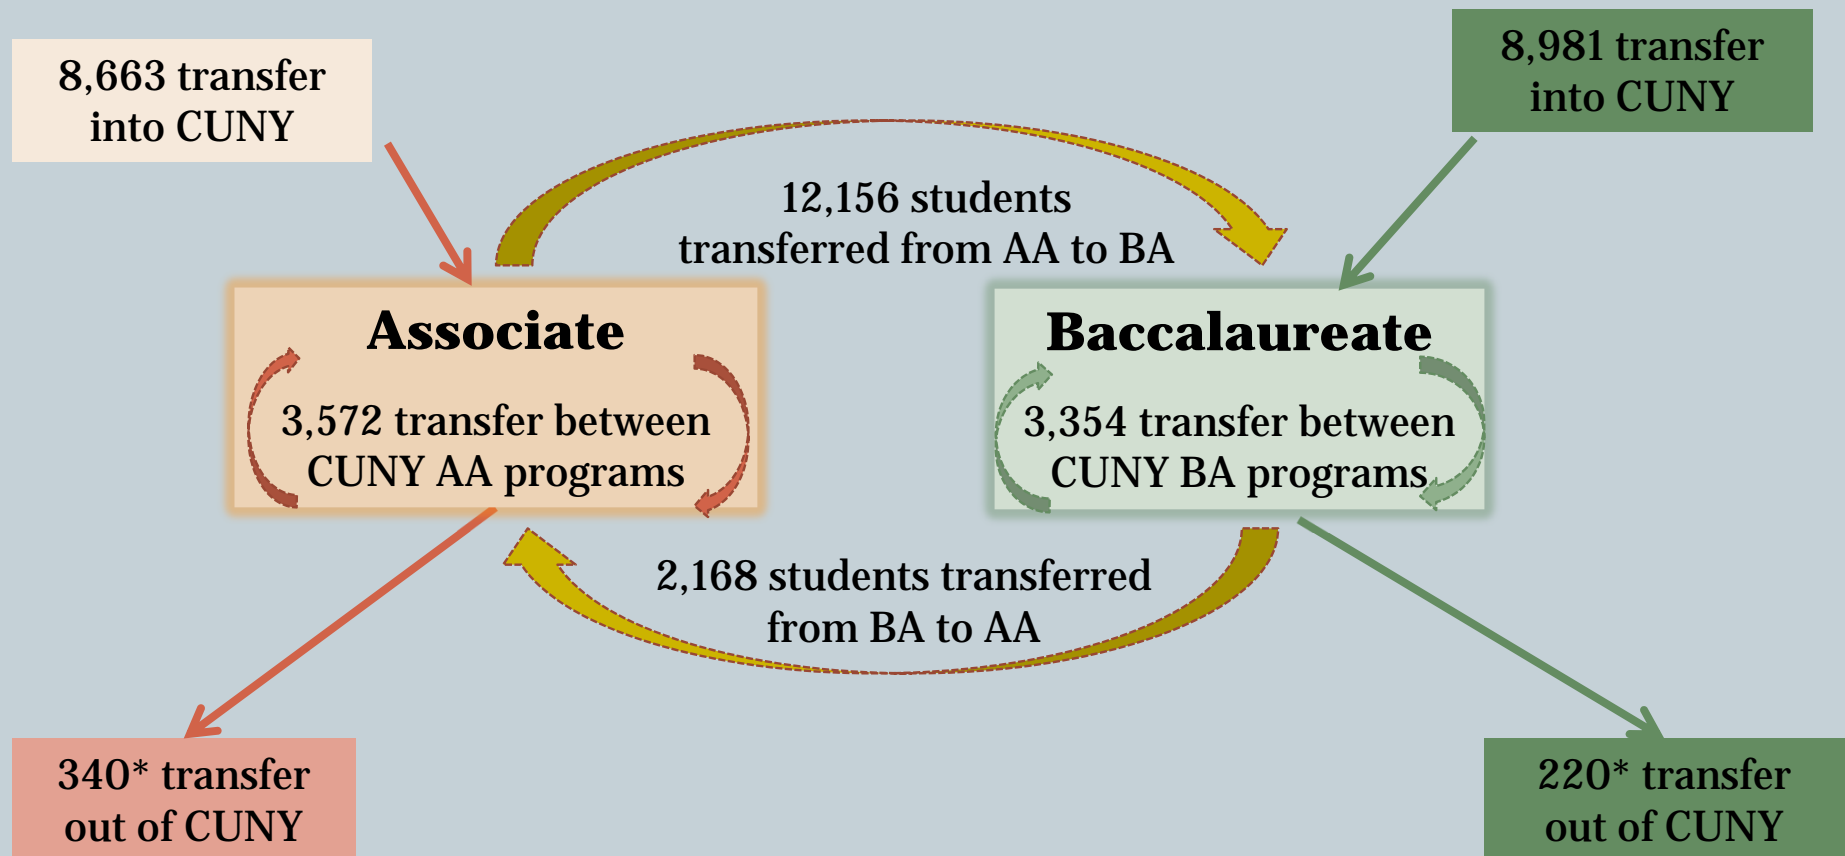 8,663 transfer
into CUNY
8,981 transfer
into CUNY
12,156 students
transferred from AA to BA
Associate
3,572 transfer between
CUNY AA programs
Baccalaureate
3,354 transfer between
CUNY BA programs
2,168 students transferred
from BA to AA
340* transfer
out of CUNY
220* transfer
out of CUNY